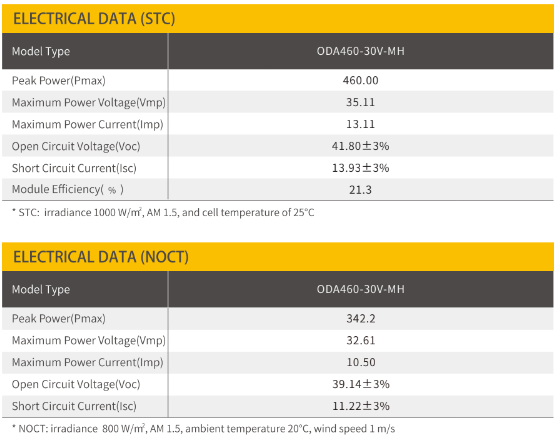 ELECTRICAL DATA (STC)
Model Type ODA460-30V-MH
Peak Power(Pmax) 460.00
Maximum Power Voltage(Vmp) 35.11
Maximum Power Current(Imp) 13.11
Open Circuit Voltage(Voc) 41.80±3%
Short Circuit Current(Isc) 13.93±3%
Module Efficiency( % ) 21.3
* STC: irradiance 1000 W/m², AM 1.5, and cell temperature of 25°C
ELECTRICAL DATA (NOCT)
Model Type ODA460-30V-MH
Peak Power(Pmax) 342.2
Maximum Power Voltage(Vmp) 32.61
Maximum Power Current(Imp) 10.50
Open Circuit Voltage(Voc) 39.14±3%
Short Circuit Current(Isc) 11.22±3%
* NOCT: irradiance 800 W/m², AM 1.5, ambient temperature 20°C, wind speed 1 m/s